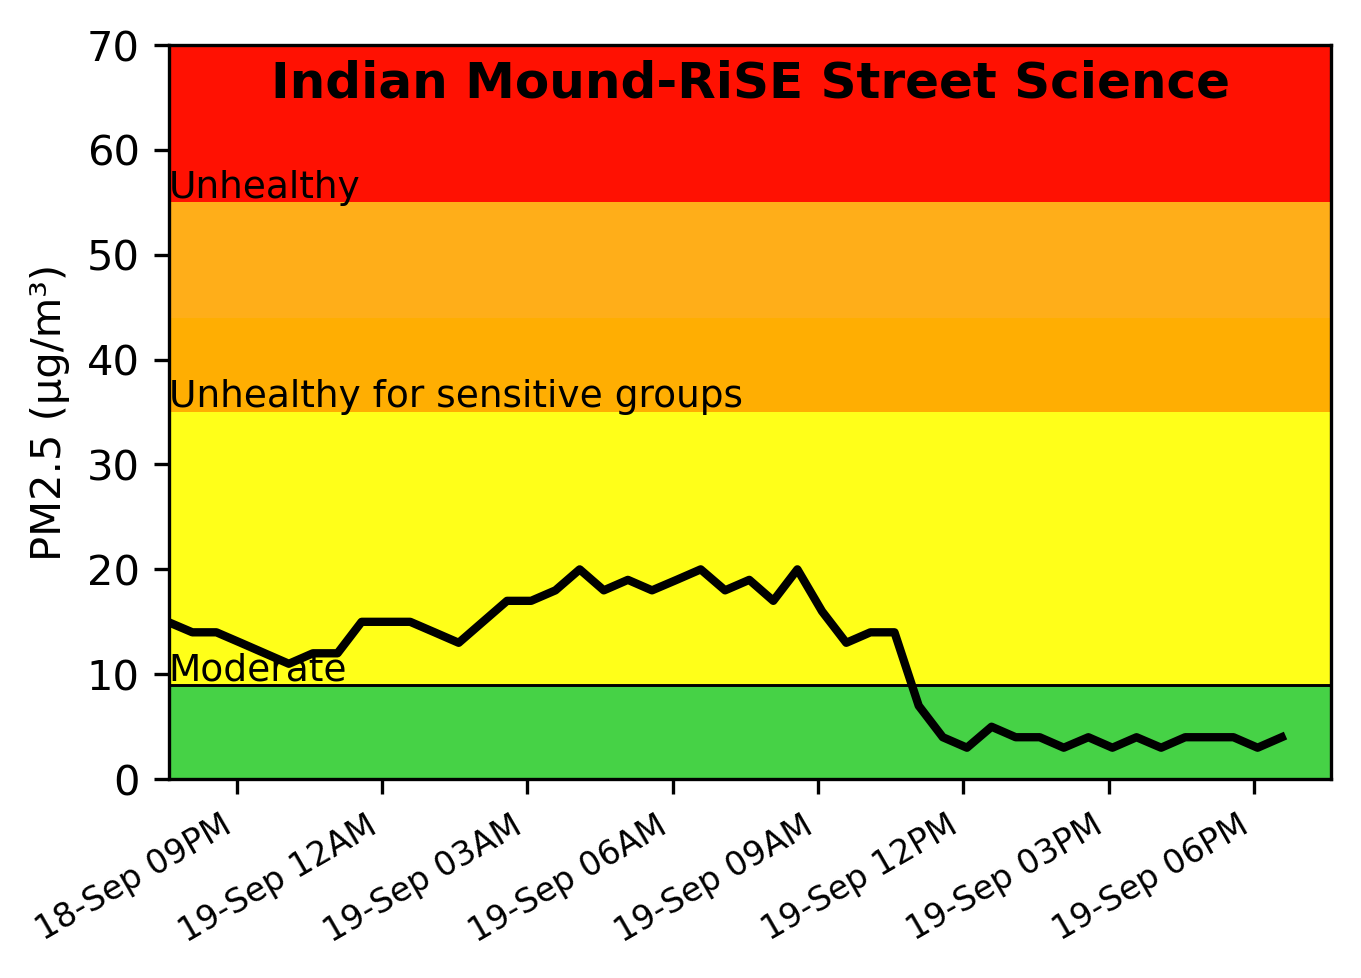 Indian Mound-RiSE Street Science
70
60
50
40
30
20
10
0
PM2.5 (µg/m³)
Unhealthy
Unhealthy for sensitive groups
Moderate
18-Sep 09PM
19-Sep 12AM
19-Sep 03AM
19-Sep 06AM
19-Sep 09AM
19-Sep 12PM
19-Sep 03PM
19-Sep 06PM